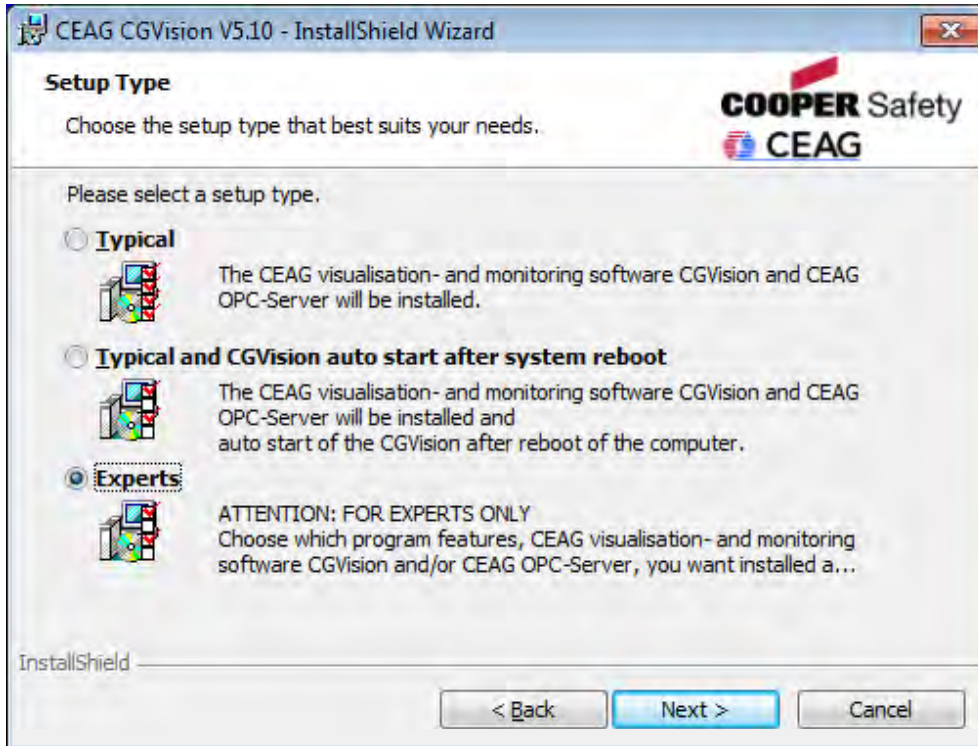 CEAG CGVision V5.10 - InstallShield Wizard
Setup Type
Choose the setup type that best suits your needs.
COOPER Safety
CEAG
Please select a setup type.
Typical
The CEAG visualisation- and monitoring software CGVision and CEAG
OPC-Server will be installed.
Typical and CGVision auto start after system reboot
The CEAG visualisation- and monitoring software CGVision and CEAG
OPC-Server will be installed and
auto start of the CGVision after reboot of the computer.
Experts
ATTENTION: FOR EXPERTS ONLY
Choose which program features, CEAG visualisation- and monitoring
software CGVision and/or CEAG OPC-Server, you want installed a...
InstallShield
< Back
Next >
Cancel